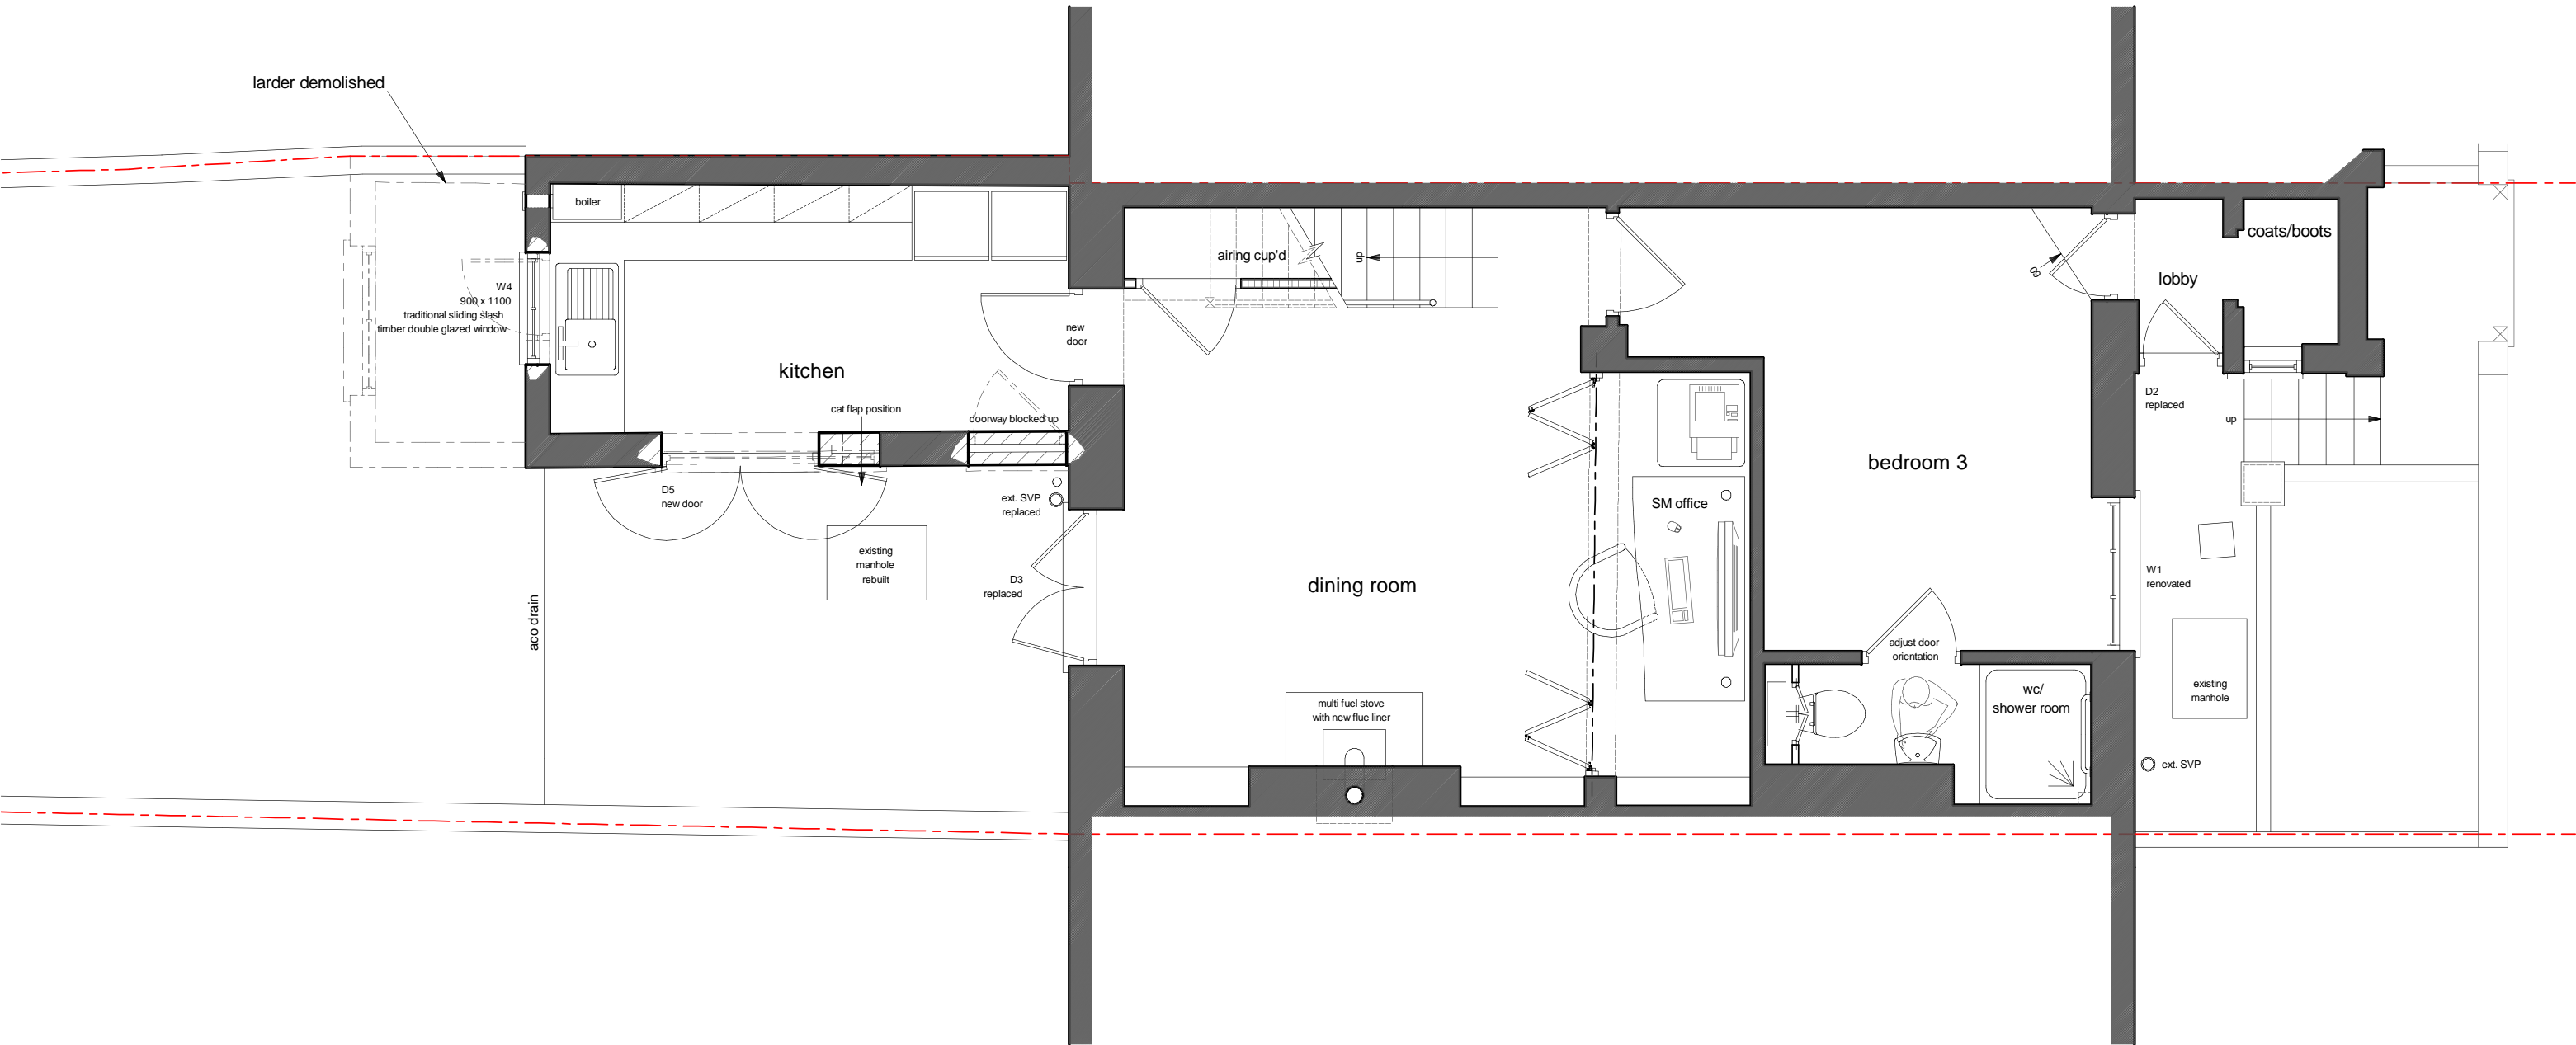 larder demolished
boiler
W4
900 x 1100
traditional sliding slash
timber double glazed window
kitchen
new
door
cat flap position
doorway blocked up
D5
new door
ext. SVP
replaced
existing
manhole
rebuilt
D3
replaced
aco drain
airing cup'd
up
dining room
multi fuel stove
with new flue liner
SM office
bedroom 3
adjust door
orientation
wc/
shower room
60
lobby
coats/boots
D2
replaced
up
W1
renovated
existing
manhole
ext. SVP